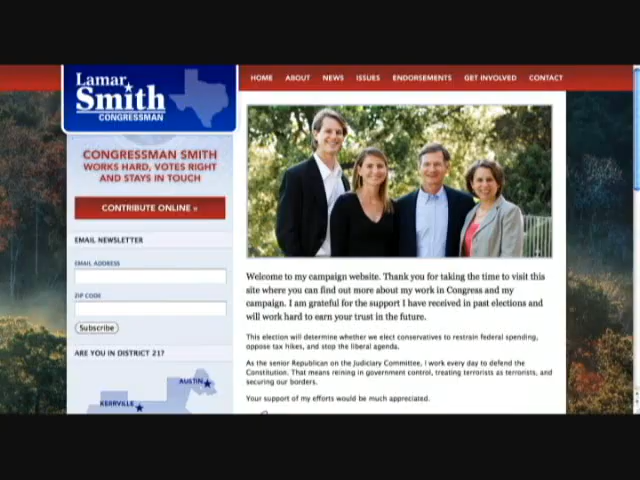 Lamar
Smith
CONGRESSMAN
HOME ABOUT NEWS ISSUES ENDORSEMENTS GET INVOLVED CONTACT
CONGRESSMAN SMITH
WORKS HARD, VOTES RIGHT
AND STAYS IN TOUCH
CONTRIBUTE ONLINE »
EMAIL NEWSLETTER
EMAIL ADDRESS
ZIP CODE
Subscribe
ARE YOU IN DISTRICT 21?
AUSTIN
KERRVILLE
Welcome to my campaign website. Thank you for taking the time to visit this
site where you can find out more about my work in Congress and my
campaign. I am grateful for the support I have received in past elections and
will work hard to earn your trust in the future.
This election will determine whether we elect conservatives to restrain federal spending,
oppose tax hikes, and stop the liberal agenda.
As the senior Republican on the Judiciary Committee, I work every day to defend the
Constitution. That means reining in government control, treating terrorists as terrorists, and
securing our borders.
Your support of my efforts would be much appreciated.